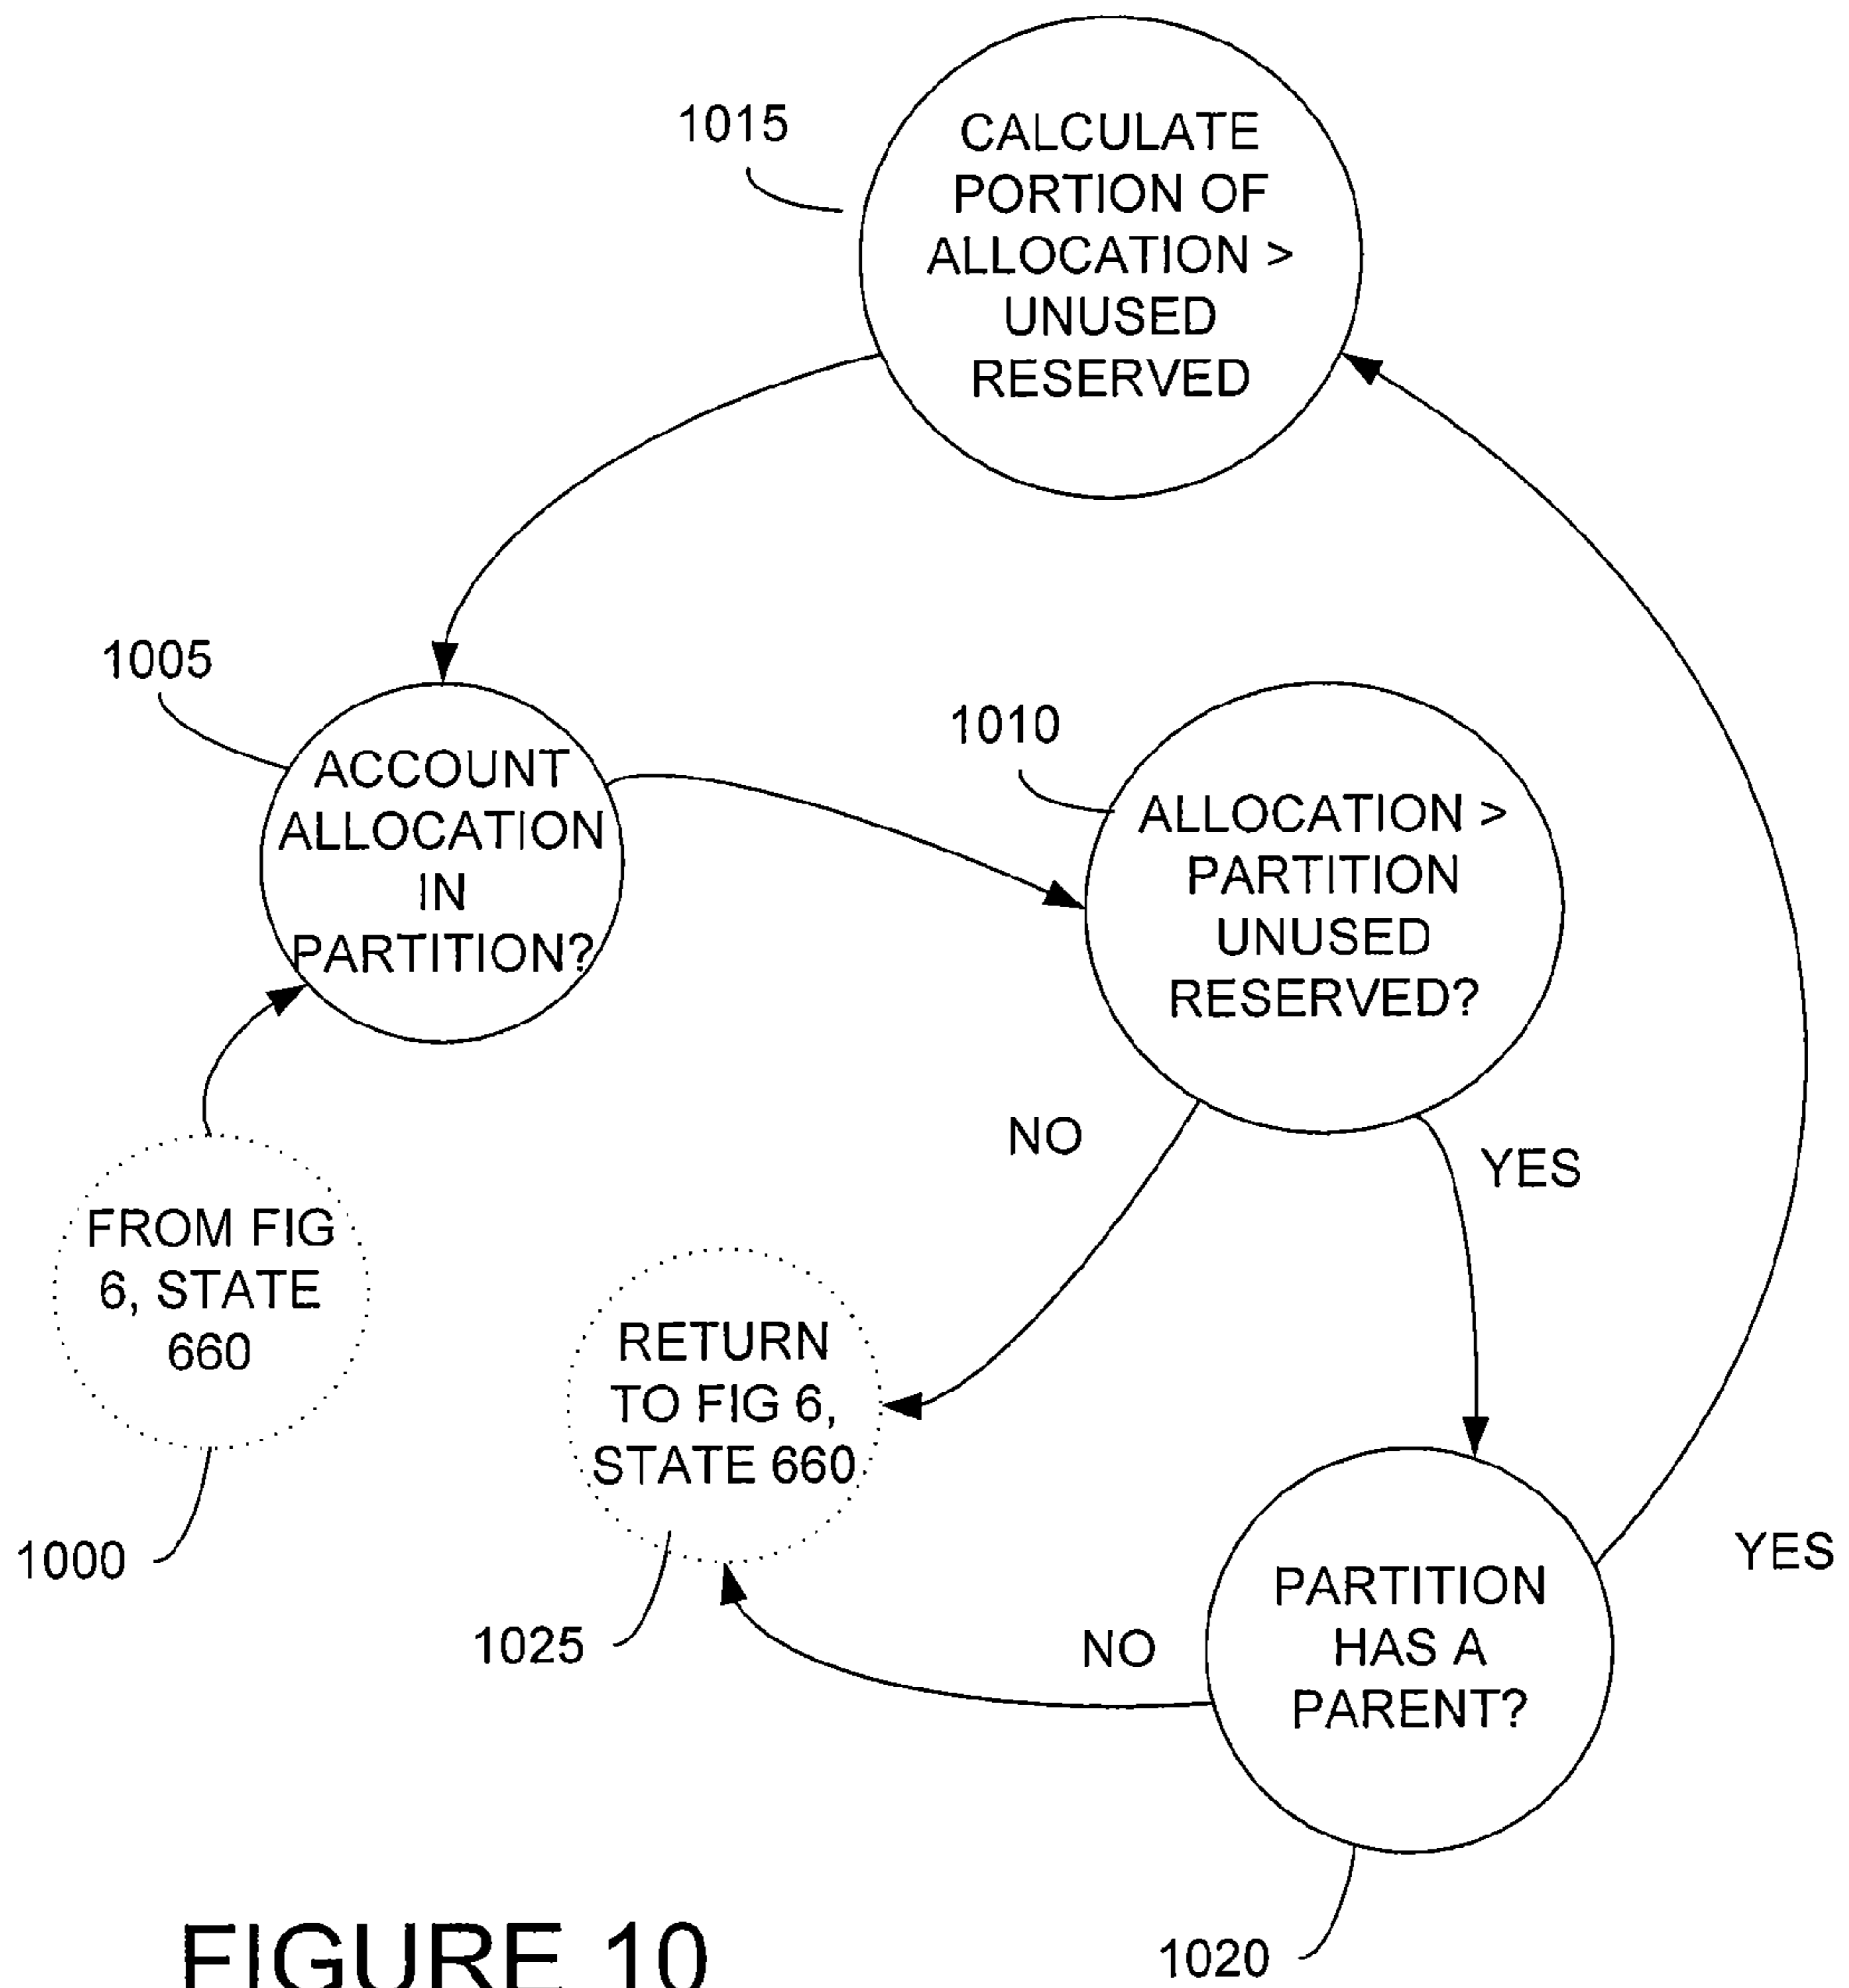 1015
CALCULATE
PORTION OF
ALLOCATION >
UNUSED
RESERVED
1005
ACCOUNT
ALLOCATION
IN
PARTITION?
1010
ALLOCATION >
PARTITION
UNUSED
RESERVED?
NO
YES
FROM FIG
6, STATE
660
1000
RETURN
TO FIG 6,
STATE 660
1025
NO
YES
PARTITION
HAS A
PARENT?
1020
FIGURE 10